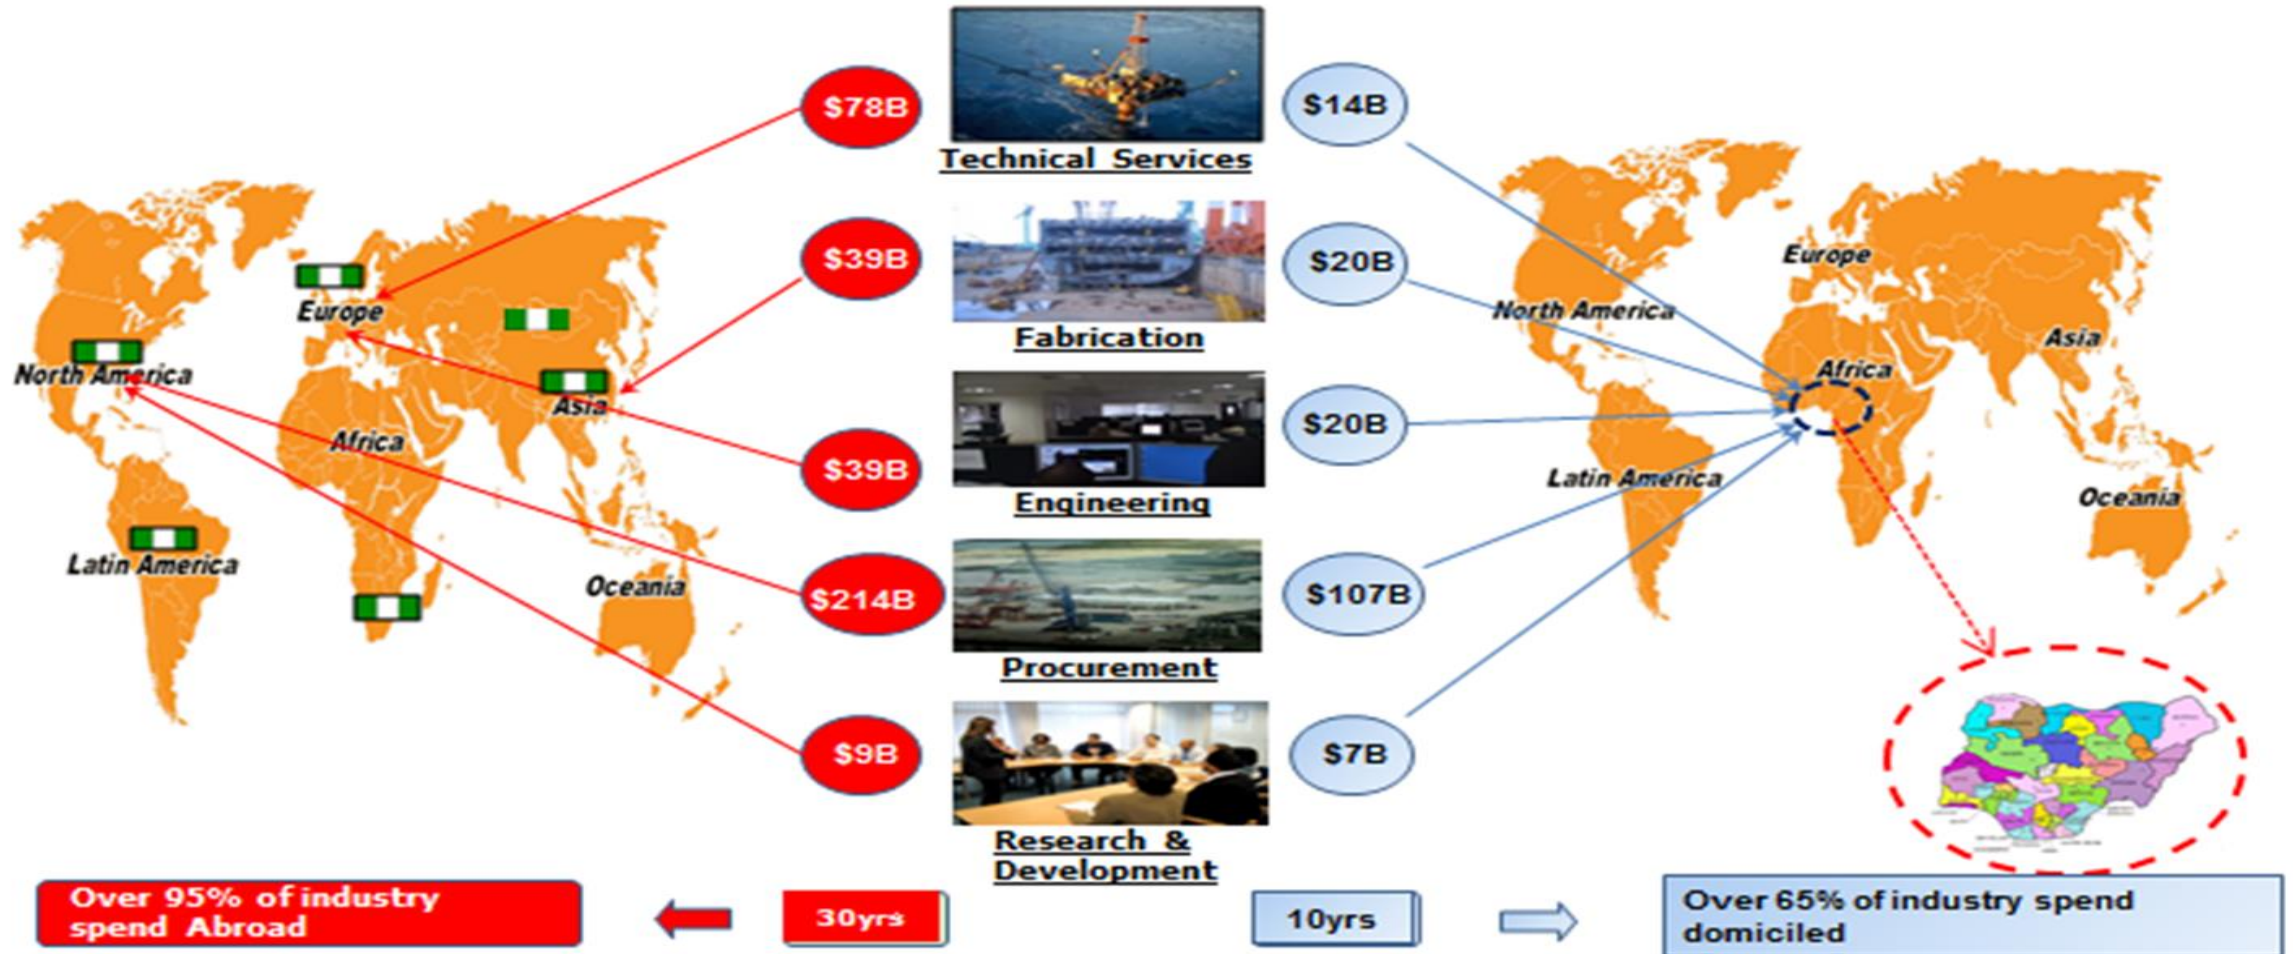 $78B
Technical Services
$14B
$39B
Fabrication
$20B
$39B
Engineering
$20B
$214B
Procurement
$107B
$9B
Research &
Development
$7B
Europe
North America
Asia
Africa
Latin America
Oceania
Europe
North America
Asia
Africa
Latin America
Oceania
Over 95% of industry
spend Abroad
30yrs
10yrs
Over 65% of industry spend
domiciled